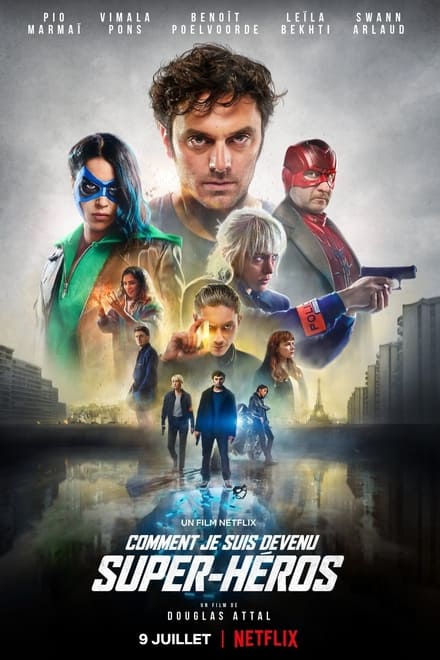 PIO MARMAÏ
VIMALA PONS
BENOÎT POELVOORDE
LEÏLA BEKHTI
SWANN ARLAUD
POLI
UN FILM NETFLIX
COMMENT JE SUIS DEVENU
SUPER-HÉROS
UN FILM DE
DOUGLAS ATTAL
9 JUILLET | NETFLIX